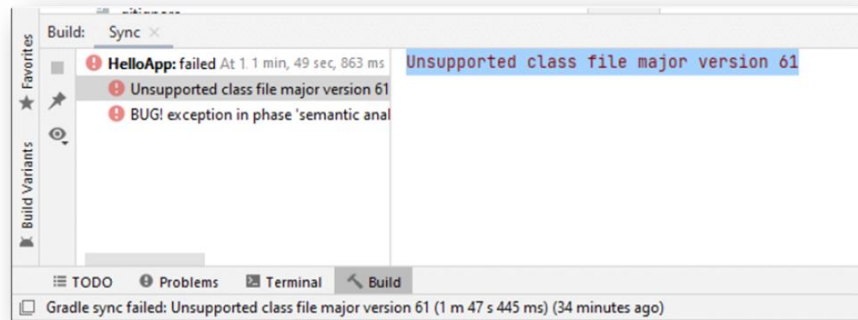 Build: Sync
Favorites
HelloApp: failed At 1. 1 min, 49 sec, 863 ms
Unsupported class file major version 61
BUG! exception in phase 'semantic anal
Unsupported class file major version 61
Build Variants
TODO Problems Terminal Build
Gradle sync failed: Unsupported class file major version 61 (1 m 47 s 445 ms) (34 minutes ago)